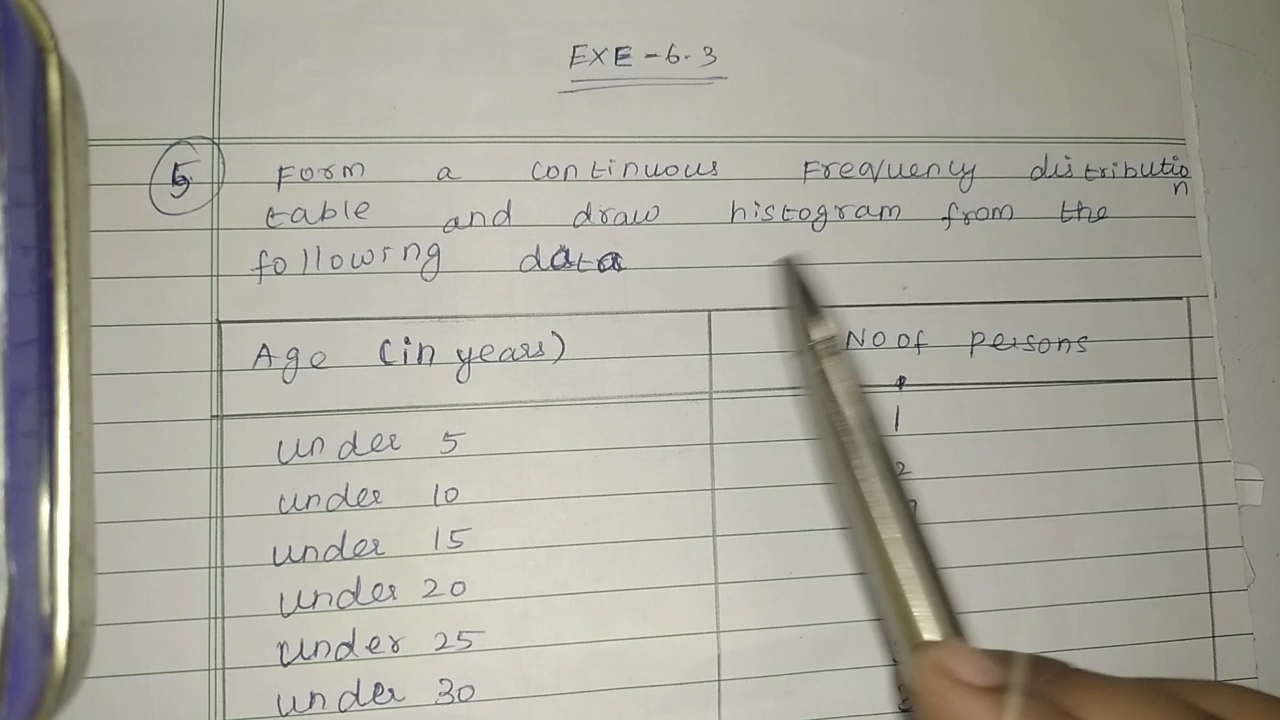 EXE - 6.3
5. Form a continuous Frequency distribution
table and draw histogram from the
following data
Age (in years) No of persons
under 5 1
under 10 2
under 15
under 20
under 25
under 30